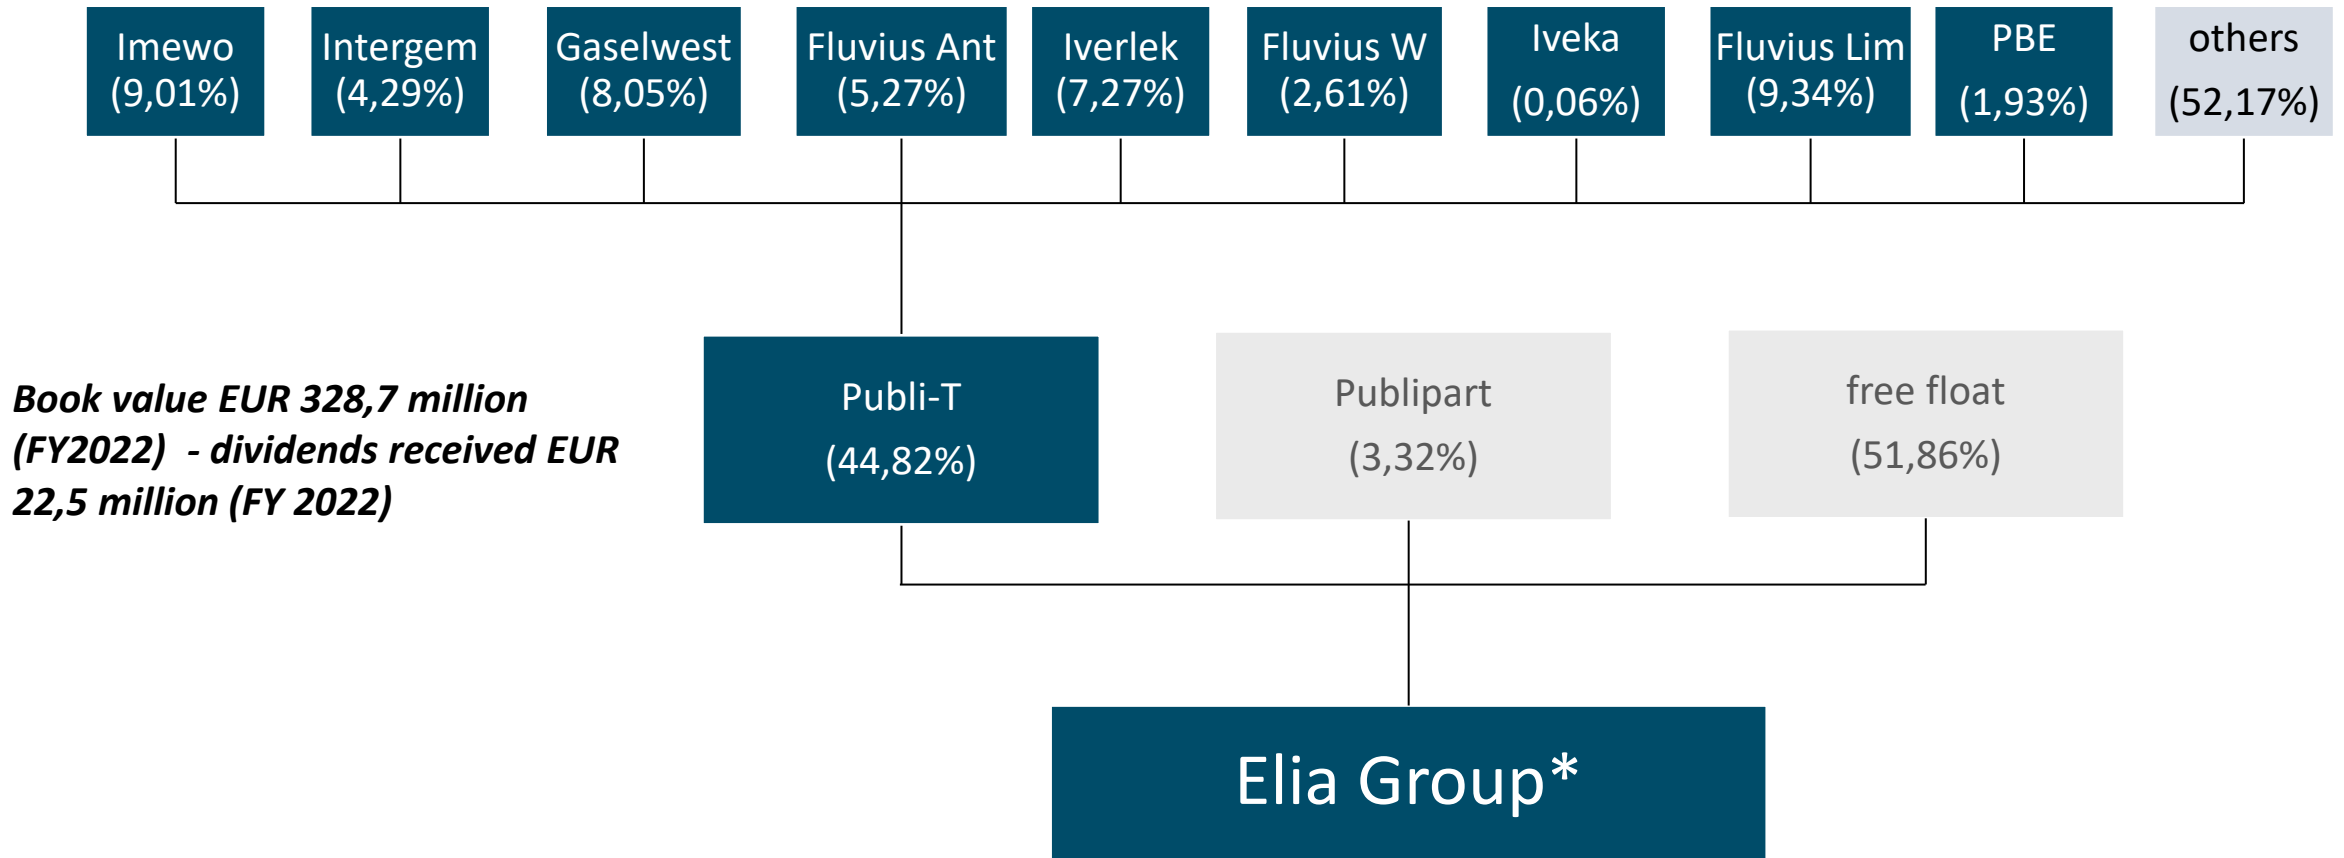 Imewo
(9,01%)
Intergem
(4,29%)
Gaselwest
(8,05%)
Fluvius Ant
(5,27%)
Iverlek
(7,27%)
Fluvius W
(2,61%)
Iveka
(0,06%)
Fluvius Lim
(9,34%)
PBE
(1,93%)
others
(52,17%)
Book value EUR 328,7 million
(FY2022) - dividends received EUR
22,5 million (FY 2022)
Publi-T
(44,82%)
Publipart
(3,32%)
free float
(51,86%)
Elia Group*